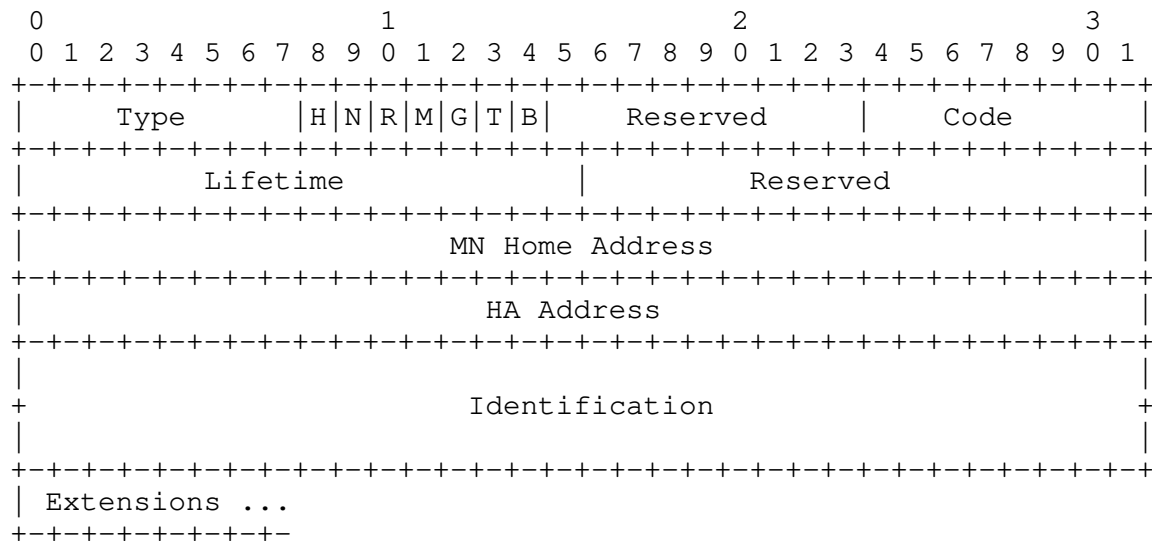 0                   1                   2                   3
 0 1 2 3 4 5 6 7 8 9 0 1 2 3 4 5 6 7 8 9 0 1 2 3 4 5 6 7 8 9 0 1
+-+-+-+-+-+-+-+-+-+-+-+-+-+-+-+-+-+-+-+-+-+-+-+-+-+-+-+-+-+-+-+-+
|     Type      |H|N|R|M|G|T|B|    Reserved     |    Code       |
+-+-+-+-+-+-+-+-+-+-+-+-+-+-+-+-+-+-+-+-+-+-+-+-+-+-+-+-+-+-+-+-+
|          Lifetime             |         Reserved              |
+-+-+-+-+-+-+-+-+-+-+-+-+-+-+-+-+-+-+-+-+-+-+-+-+-+-+-+-+-+-+-+-+
|                        MN Home Address                        |
+-+-+-+-+-+-+-+-+-+-+-+-+-+-+-+-+-+-+-+-+-+-+-+-+-+-+-+-+-+-+-+-+
|                          HA Address                           |
+-+-+-+-+-+-+-+-+-+-+-+-+-+-+-+-+-+-+-+-+-+-+-+-+-+-+-+-+-+-+-+-+
|                                                               |
+                         Identification                        +
|                                                               |
+-+-+-+-+-+-+-+-+-+-+-+-+-+-+-+-+-+-+-+-+-+-+-+-+-+-+-+-+-+-+-+-+
| Extensions ...
+-+-+-+-+-+-+-+-